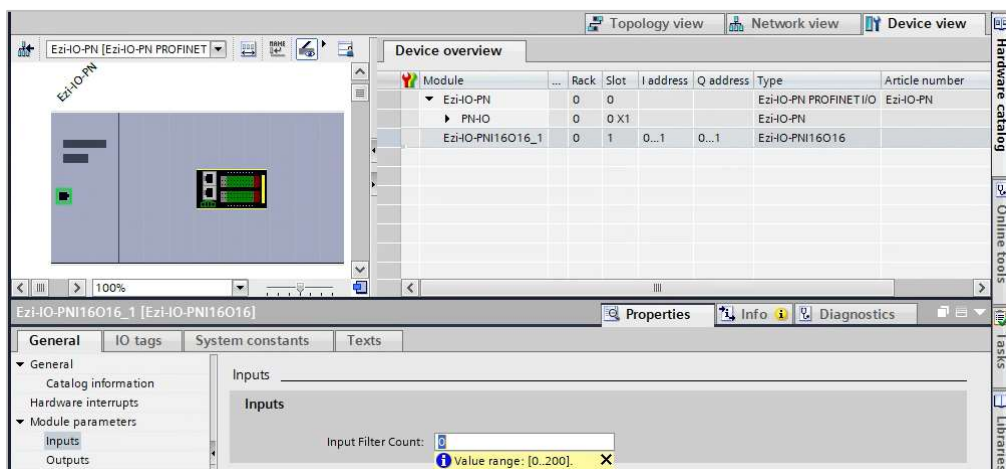 Topology view Network view Device view
Ezi-IO-PN [Ezi-IO-PN PROFINET
Device overview
Ezi-IO-PN
Module ... Rack Slot I address Q address Type Article number
Ezi-IO-PN 0 0 Ezi-IO-PN PROFINET I/O Ezi-IO-PN
PN-IO 0 0 X1 Ezi-IO-PN
Ezi-IO-PNI16O16_1 0 1 0...1 0...1 Ezi-IO-PNI16O16
100%
Ezi-IO-PNI16O16_1 [Ezi-IO-PNI16O16]
Properties Info Diagnostics
General IO tags System constants Texts
General
Catalog information
Hardware interrupts
Module parameters
Inputs
Outputs
Inputs
Inputs
Input Filter Count: 0
Value range: [0..200].
Hardware catalog
Online tools
Tasks
Libraries